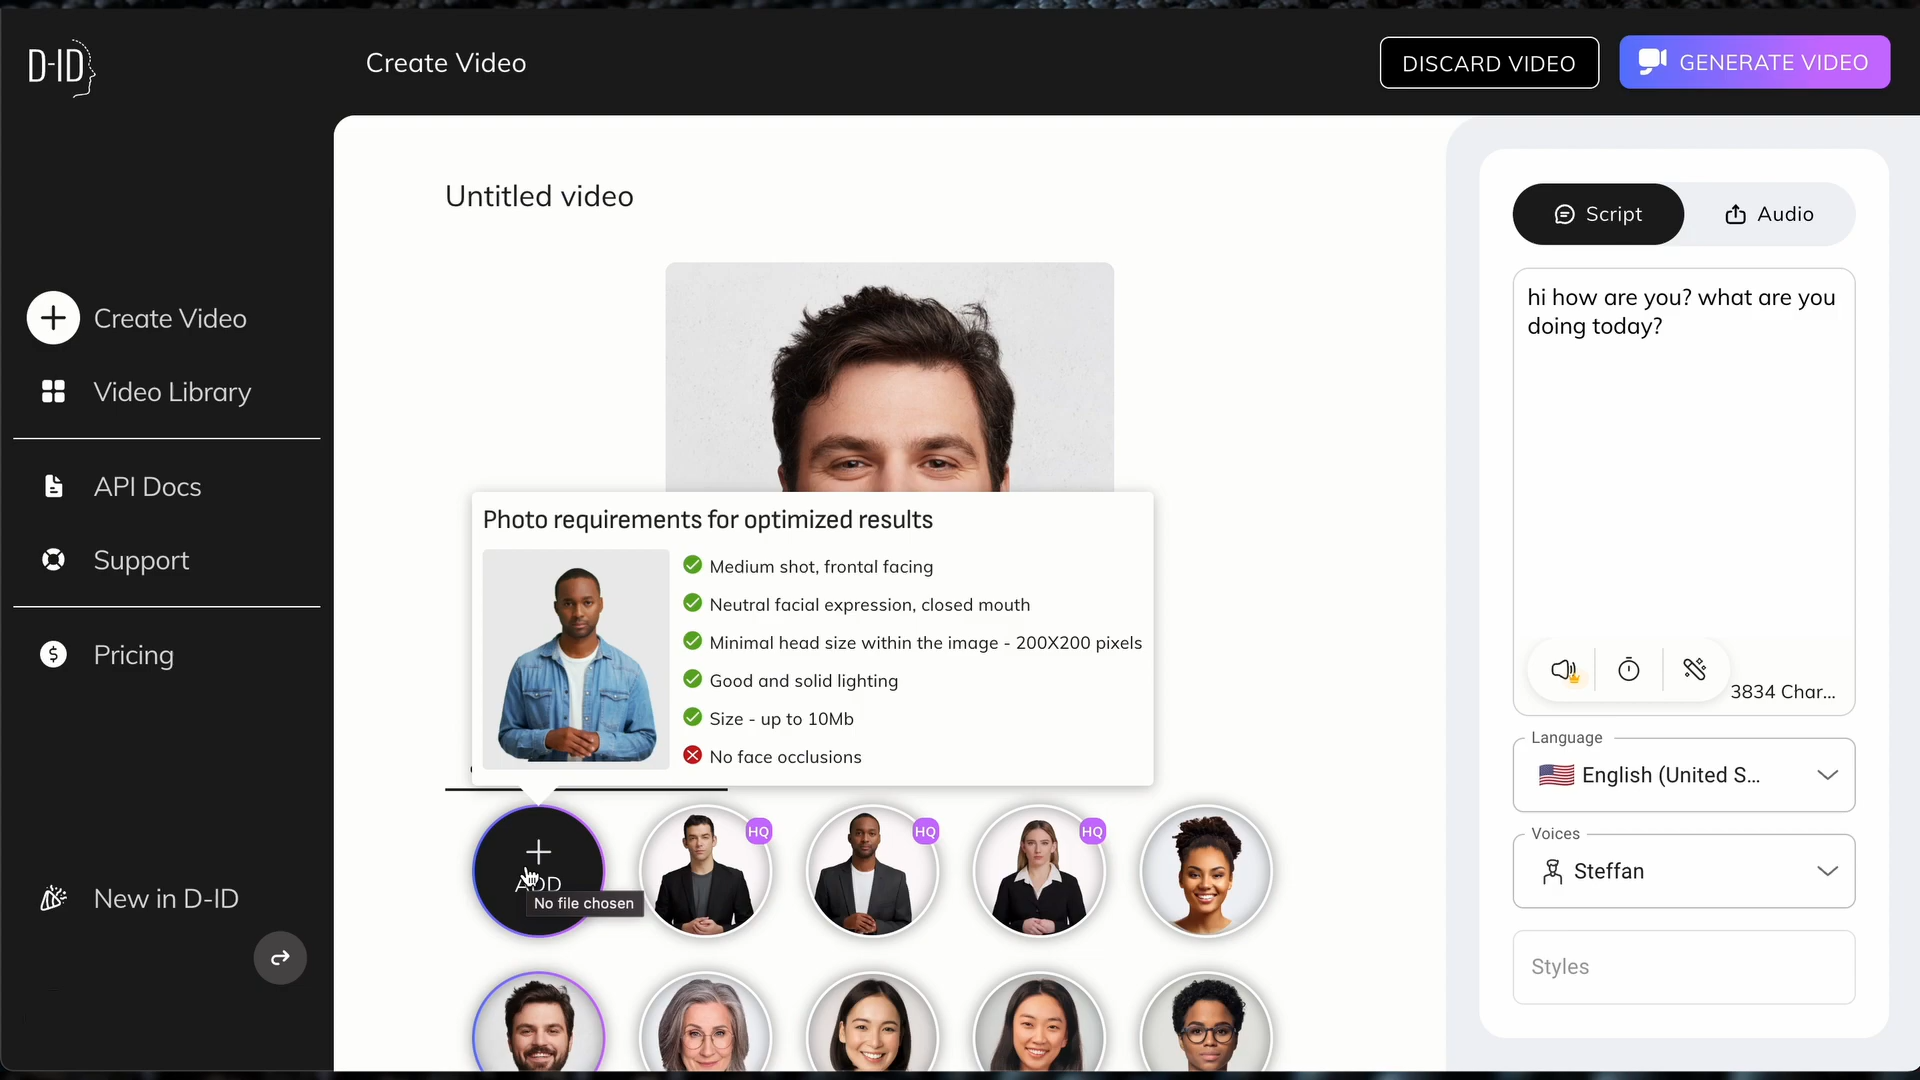 D-ID
Create Video
DISCARD VIDEO
GENERATE VIDEO
Create Video
Video Library
API Docs
Support
Pricing
New in D-ID
Untitled video
Photo requirements for optimized results
Medium shot, frontal facing
Neutral facial expression, closed mouth
Minimal head size within the image - 200X200 pixels
Good and solid lighting
Size - up to 10Mb
No face occlusions
ADD
No file chosen
HQ
HQ
HQ
Script
Audio
hi how are you? what are you
doing today?
3834 Char...
Language
English (United S...
Voices
Steffan
Styles